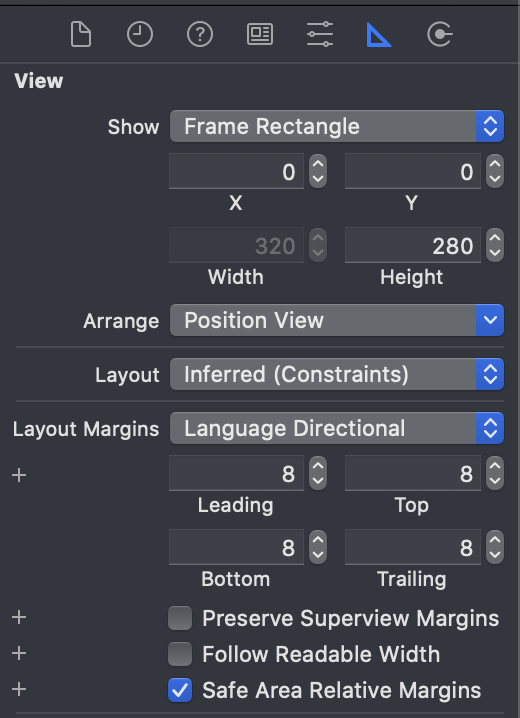 View
Show Frame Rectangle
0 0
X Y
320 280
Width Height
Arrange Position View
Layout Inferred (Constraints)
Layout Margins Language Directional
8 8
Leading Top
8 8
Bottom Trailing
Preserve Superview Margins
Follow Readable Width
Safe Area Relative Margins